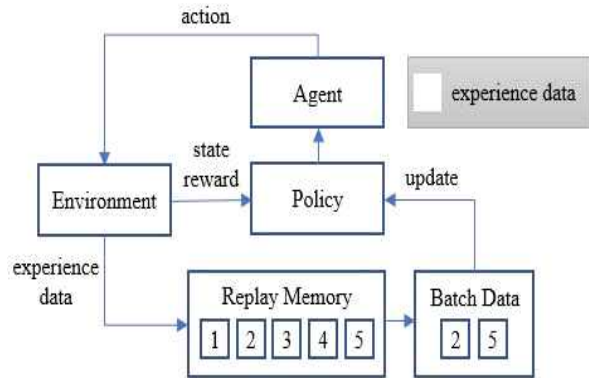 action
Agent
experience data
state
reward
Environment
Policy
update
experience
data
Replay Memory
1 2 3 4 5
Batch Data
2 5